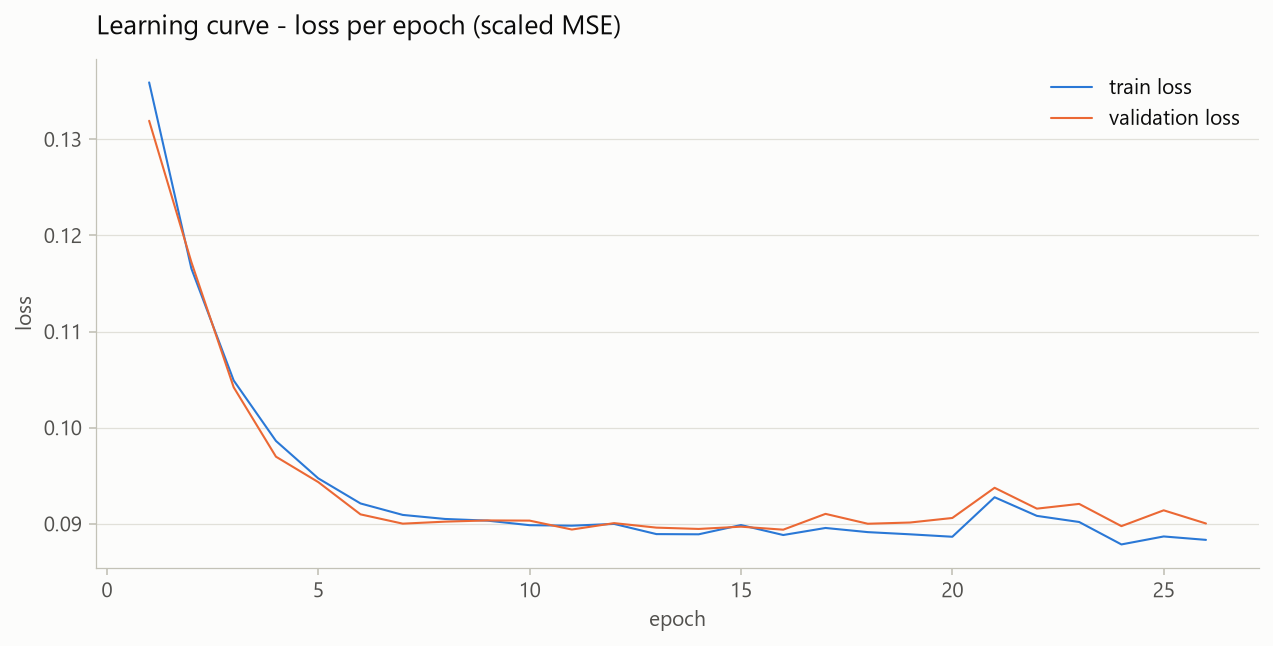 Learning curve - loss per epoch (scaled MSE)
train loss
validation loss
0.13
0.12
0.11
0.10
0.09
loss
0
5
10
15
20
25
epoch